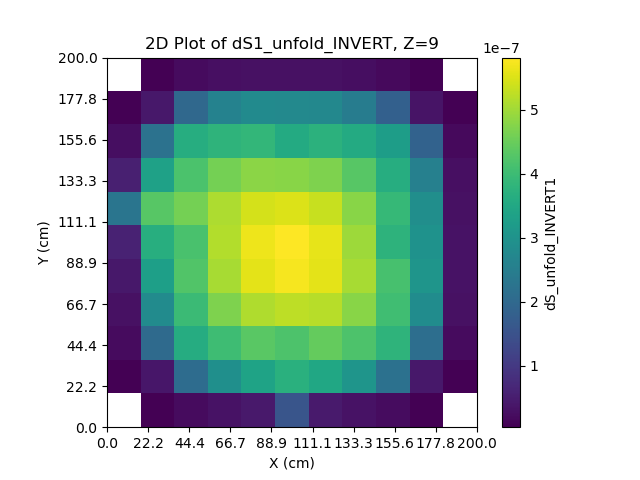 2D Plot of dS1_unfold_INVERT, Z=9
1e−7
200.0
177.8
155.6
133.3
111.1
88.9
66.7
44.4
22.2
0.0
Y (cm)
0.0 22.2 44.4 66.7 88.9 111.1 133.3 155.6 177.8 200.0
X (cm)
5
4
3
2
1
dS_unfold_INVERT1